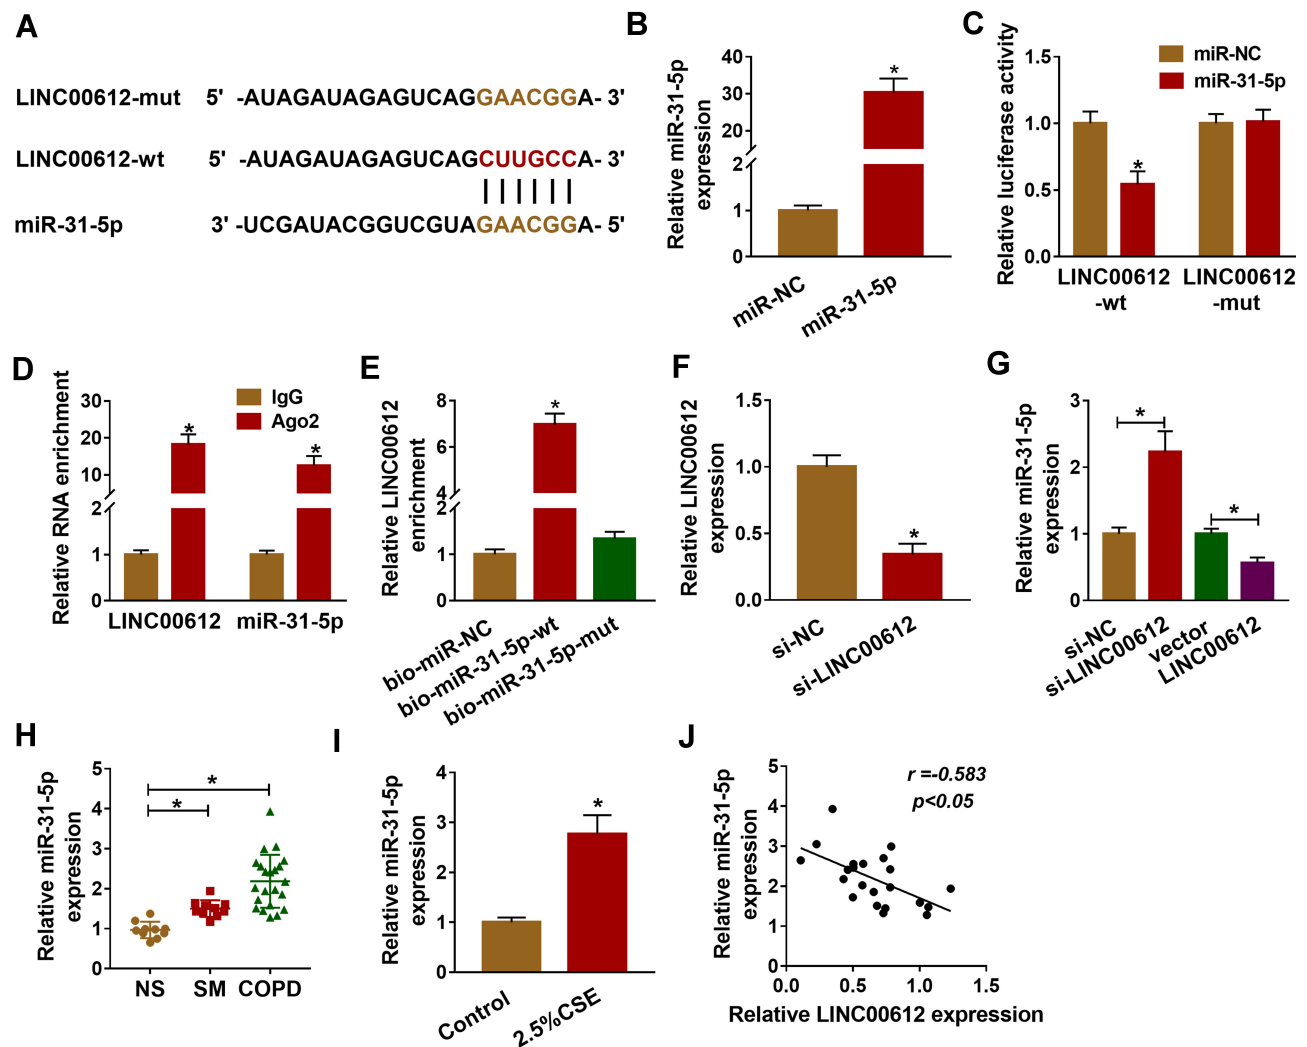 A
LINC00612-mut 5' -AUAGAUAGAGUCAGGAACGGA- 3'
LINC00612-wt 5' -AUAGAUAGAGUCAGCUUGCCA- 3'
miR-31-5p 3' -UCGAUACGGUCGUAGAACGGA- 5'
B
Relative miR-31-5p
expression
40
30
20
2
1
0
*
miR-NC
miR-31-5p
C
Relative luciferase activity
1.5
1.0
0.5
0.0
miR-NC
miR-31-5p
*
LINC00612
-wt
LINC00612
-mut
D
Relative RNA enrichment
30
20
10
2
1
0
IgG
Ago2
* *
LINC00612 miR-31-5p
E
Relative LINC00612
enrichment
8
6
4
2
1
0
*
bio-miR-NC
bio-miR-31-5p-wt
bio-miR-31-5p-mut
F
Relative LINC00612
expression
1.5
1.0
0.5
0.0
*
si-NC
si-LINC00612
G
Relative miR-31-5p
expression
3
2
1
0
* *
si-NC
si-LINC00612
vector
LINC00612
H
Relative miR-31-5p
expression
5
4
3
2
1
0
*
*
NS SM COPD
I
Relative miR-31-5p
expression
4
3
2
1
0
*
Control
2.5%CSE
J
Relative miR-31-5p
expression
5
4
3
2
1
0
r =-0.583
p<0.05
0.0 0.5 1.0 1.5
Relative LINC00612 expression